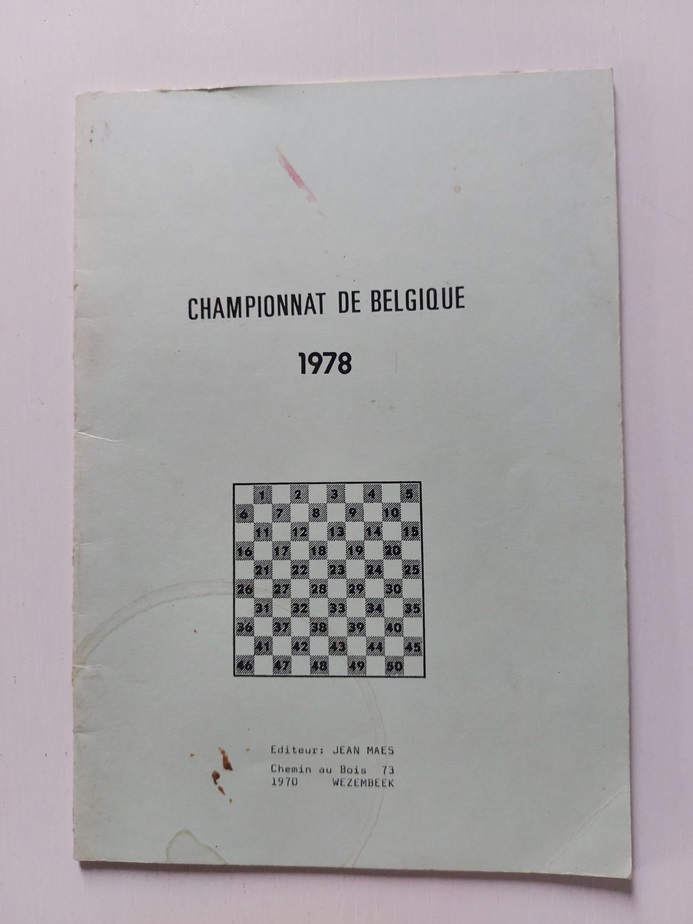 CHAMPIONNAT DE BELGIQUE
1978
1 2 3 4 5
6 7 8 9 10
11 12 13 14 15
16 17 18 19 20
21 22 23 24 25
26 27 28 29 30
31 32 33 34 35
36 37 38 39 40
41 42 43 44 45
46 47 48 49 50
Editeur: JEAN MAES
Chemin au Bois 73
1970 WEZEMBEEK